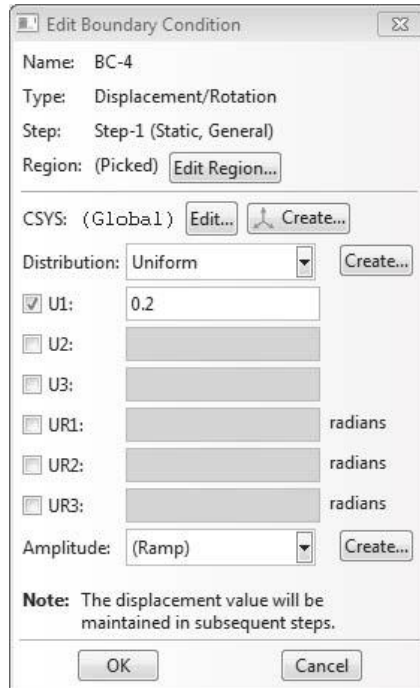 Edit Boundary Condition
Name: BC-4
Type: Displacement/Rotation
Step: Step-1 (Static, General)
Region: (Picked) Edit Region...
CSYS: (Global) Edit... Create...
Distribution: Uniform Create...
U1: 0.2
U2:
U3:
UR1: radians
UR2: radians
UR3: radians
Amplitude: (Ramp) Create...
Note: The displacement value will be
maintained in subsequent steps.
OK Cancel